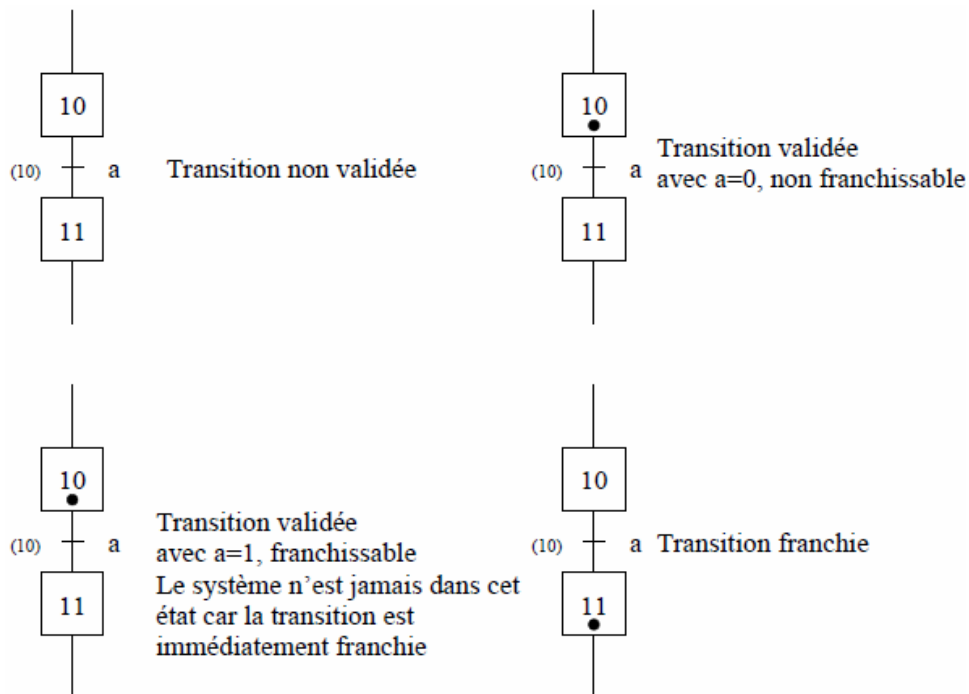 10
(10) a Transition non validée
11
10
Transition validée
(10) a avec a=0, non franchissable
11
10
(10) a Transition validée
avec a=1, franchissable
11 Le système n'est jamais dans cet
état car la transition est
immédiatement franchie
10
(10) a Transition franchie
11